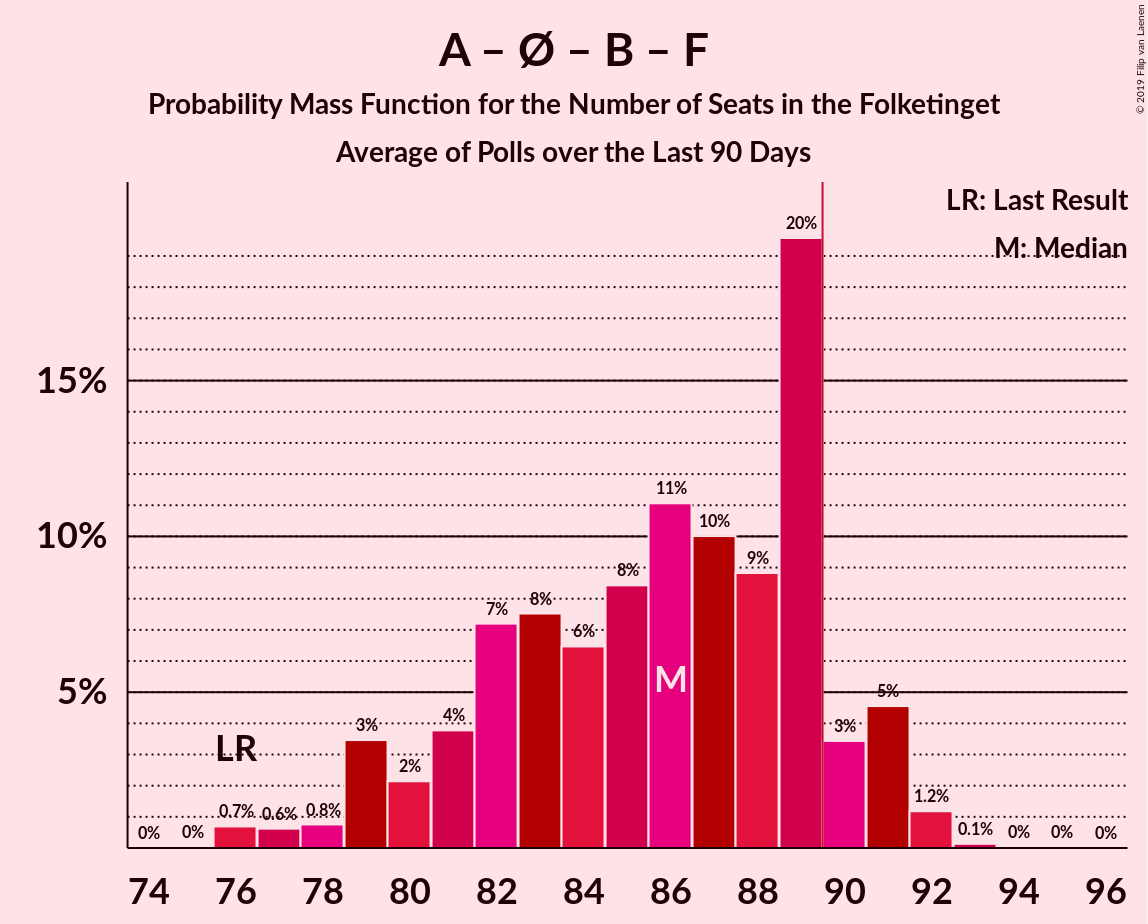 A – Ø – B – F
Probability Mass Function for the Number of Seats in the Folketinget
Average of Polls over the Last 90 Days
© 2019 Filip van Laenen
LR: Last Result
M: Median
15%
10%
5%
0%
0%
0.7%
0.6%
0.8%
3%
2%
4%
7%
8%
6%
8%
11%
10%
9%
20%
3%
5%
1.2%
0.1%
0%
0%
0%
LR
M
74 76 78 80 82 84 86 88 90 92 94 96